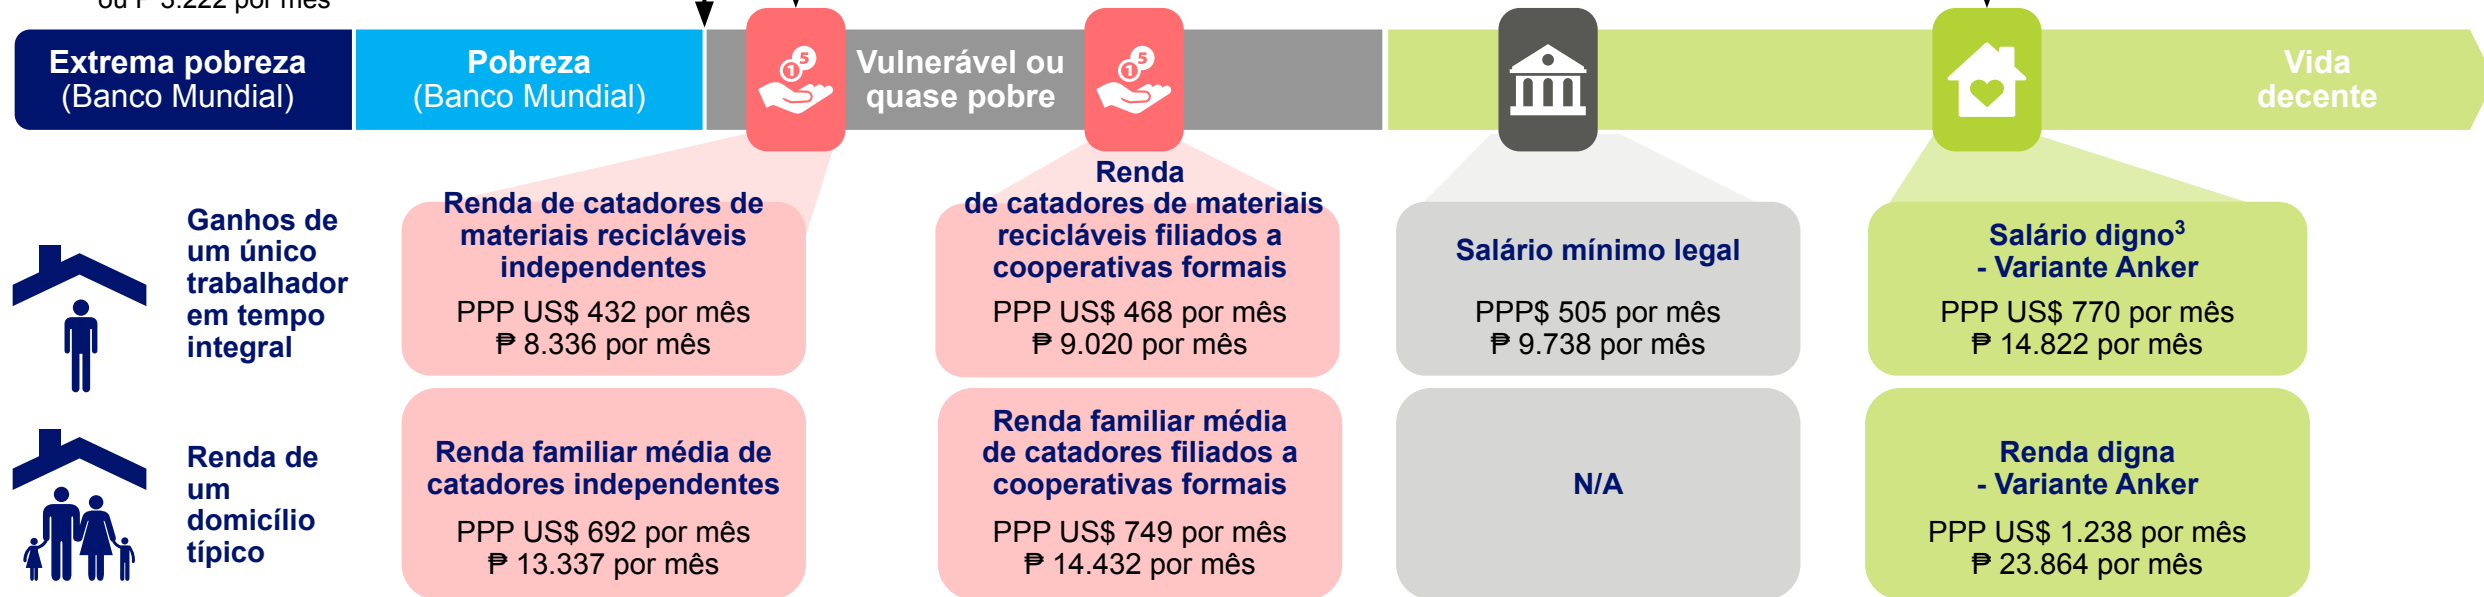 ou ₱ 3.222 por mês
Extrema pobreza
(Banco Mundial)
Pobreza
(Banco Mundial)
Vulnerável ou
quase pobre
Vida
decente
Ganhos de
um único
trabalhador
em tempo
integral
Renda de catadores de
materiais recicláveis
independentes
PPP US$ 432 por mês
₱ 8.336 por mês
Renda
de catadores de materiais
recicláveis filiados a
cooperativas formais
PPP US$ 468 por mês
₱ 9.020 por mês
Salário mínimo legal
PPP$ 505 por mês
₱ 9.738 por mês
Salário digno³
- Variante Anker
PPP US$ 770 por mês
₱ 14.822 por mês
Renda de
um
domicílio
típico
Renda familiar média de
catadores independentes
PPP US$ 692 por mês
₱ 13.337 por mês
Renda familiar média
de catadores filiados a
cooperativas formais
PPP US$ 749 por mês
₱ 14.432 por mês
N/A
Renda digna
- Variante Anker
PPP US$ 1.238 por mês
₱ 23.864 por mês